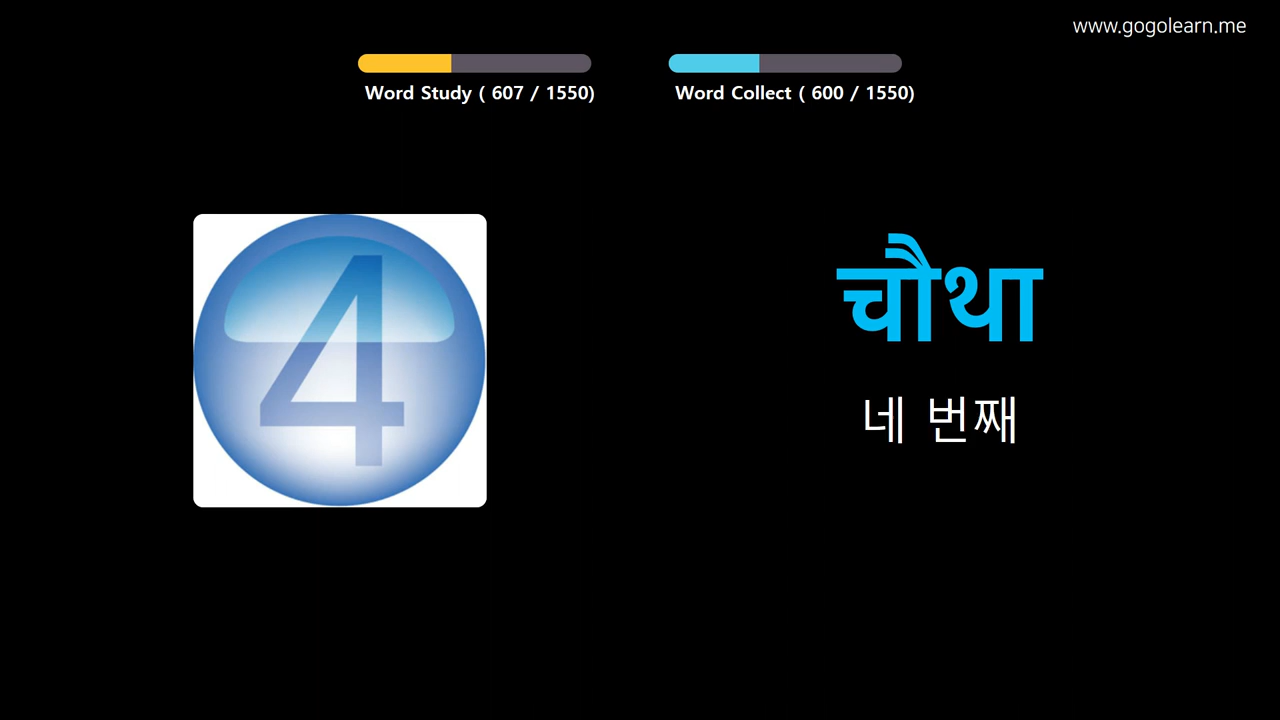 www.gogolearn.me
Word Study ( 607 / 1550)
Word Collect ( 600 / 1550)
4
चौथा
네 번째